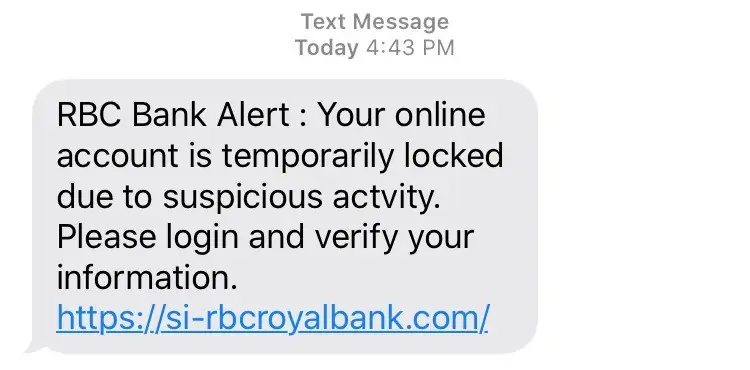 Text Message
Today 4:43 PM
RBC Bank Alert : Your online
account is temporarily locked
due to suspicious actvity.
Please login and verify your
information.
https://si-rbcroyalbank.com/